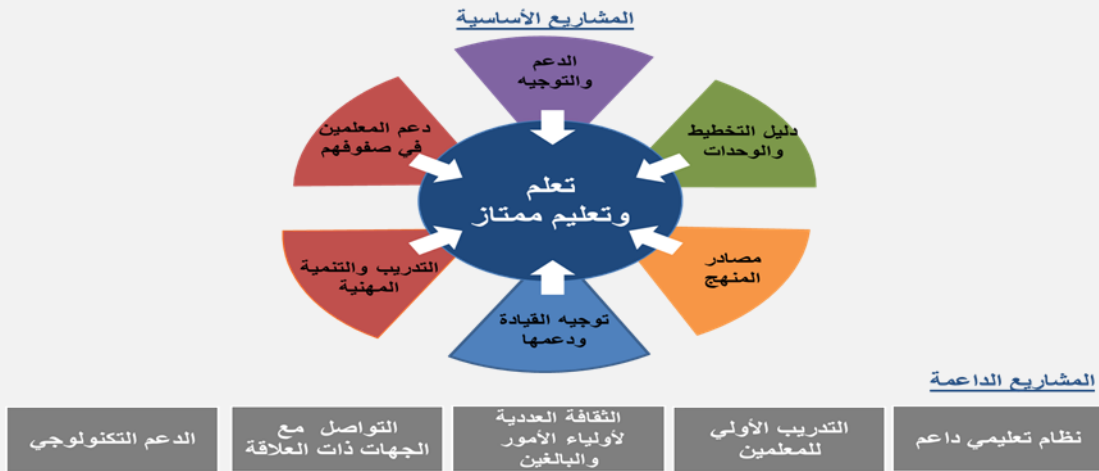 المشاريع الأساسية
الدعم
والتوجيه
دليل التخطيط
والوحدات
مصادر
المنهج
توجيه القيادة
ودعمها
التدريب والتنمية
المهنية
دعم المعلمين
في صفوفهم
تعلم
وتعليم ممتاز
المشاريع الداعمة
نظام تعليمي داعم
التدريب الأولي
للمعلمين
الثقافة العددية
لأولياء الأمور
والبالغين
التواصل مع
الجهات ذات العلاقة
الدعم التكنولوجي